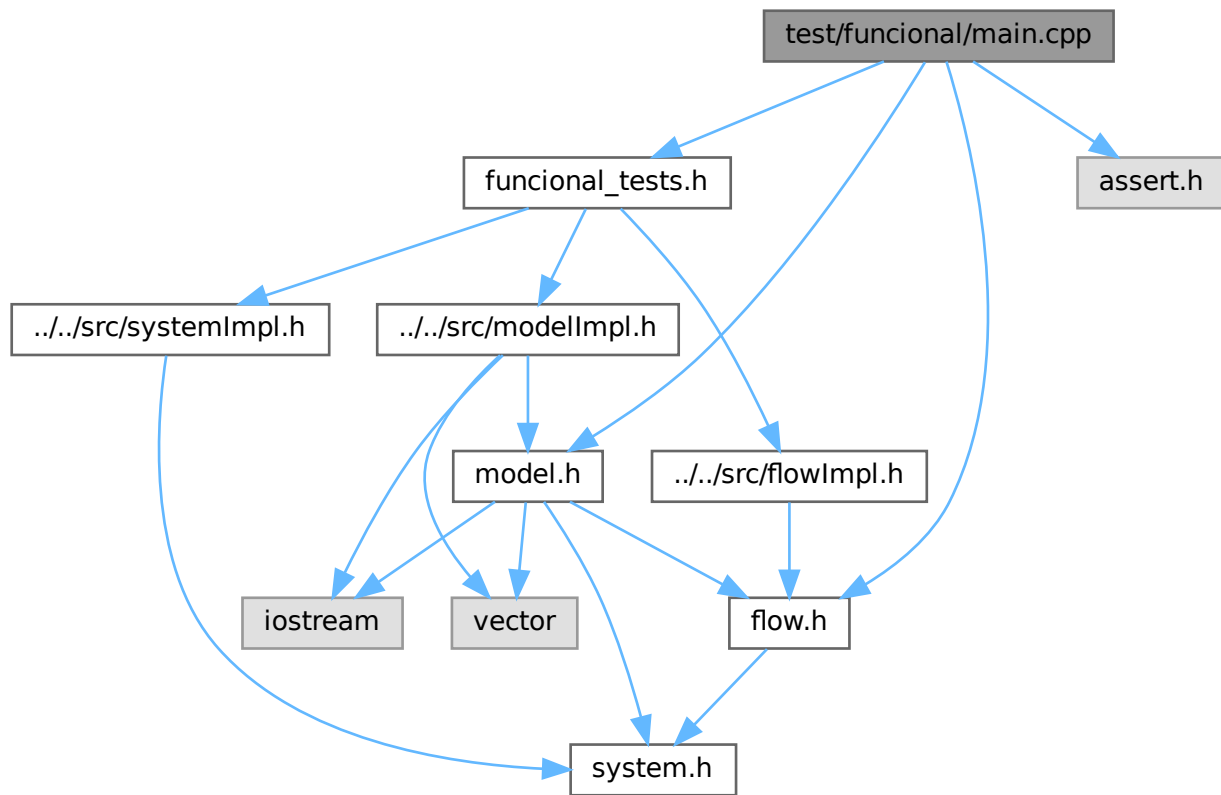 test/funcional/main.cpp
funcional_tests.h
assert.h
../../src/systemImpl.h
../../src/modelImpl.h
model.h
../../src/flowImpl.h
iostream
vector
flow.h
system.h